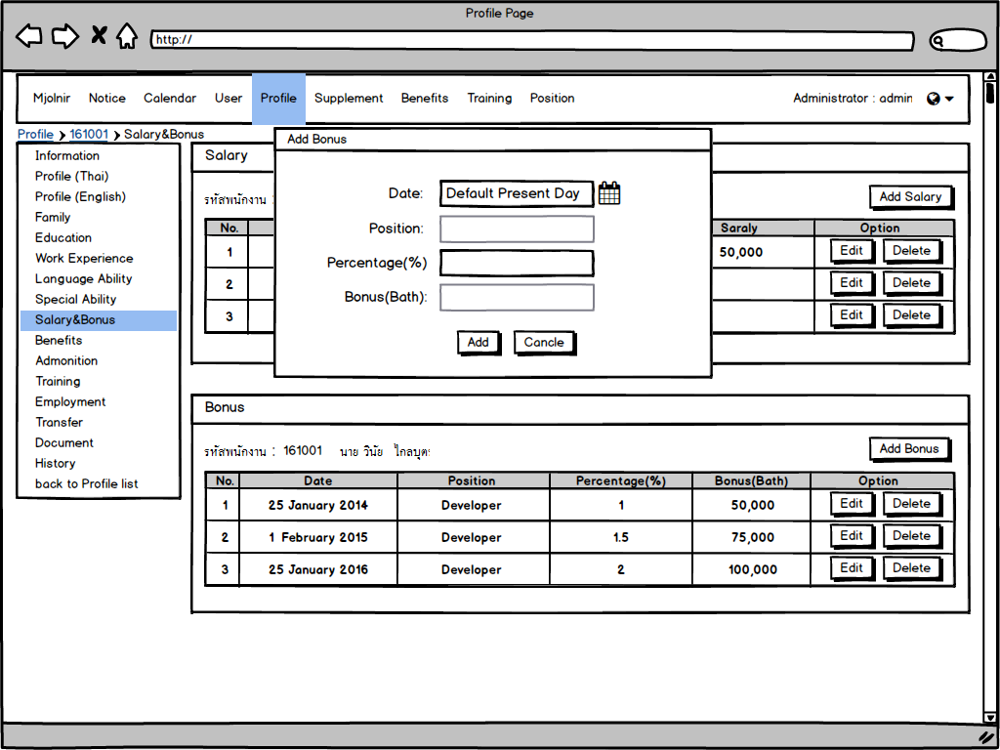 Profile Page
http://
Mjolnir Notice Calendar User Profile Supplement Benefits Training Position Administrator : admin
Profile 161001 Salary&Bonus
Information
Profile (Thai)
Profile (English)
Family
Education
Work Experience
Language Ability
Special Ability
Salary&Bonus
Benefits
Admonition
Training
Employment
Transfer
Document
History
back to Profile list
Salary
รหัสพนักงาน :
Add Salary
No. Saraly Option
1 50,000 Edit Delete
2 Edit Delete
3 Edit Delete
Add Bonus
Date: Default Present Day
Position:
Percentage(%)
Bonus(Bath):
Add Cancle
Bonus
รหัสพนักงาน : 161001 นาย วินัย ไกลบุต
Add Bonus
No. Date Position Percentage(%) Bonus(Bath) Option
1 25 January 2014 Developer 1 50,000 Edit Delete
2 1 February 2015 Developer 1.5 75,000 Edit Delete
3 25 January 2016 Developer 2 100,000 Edit Delete